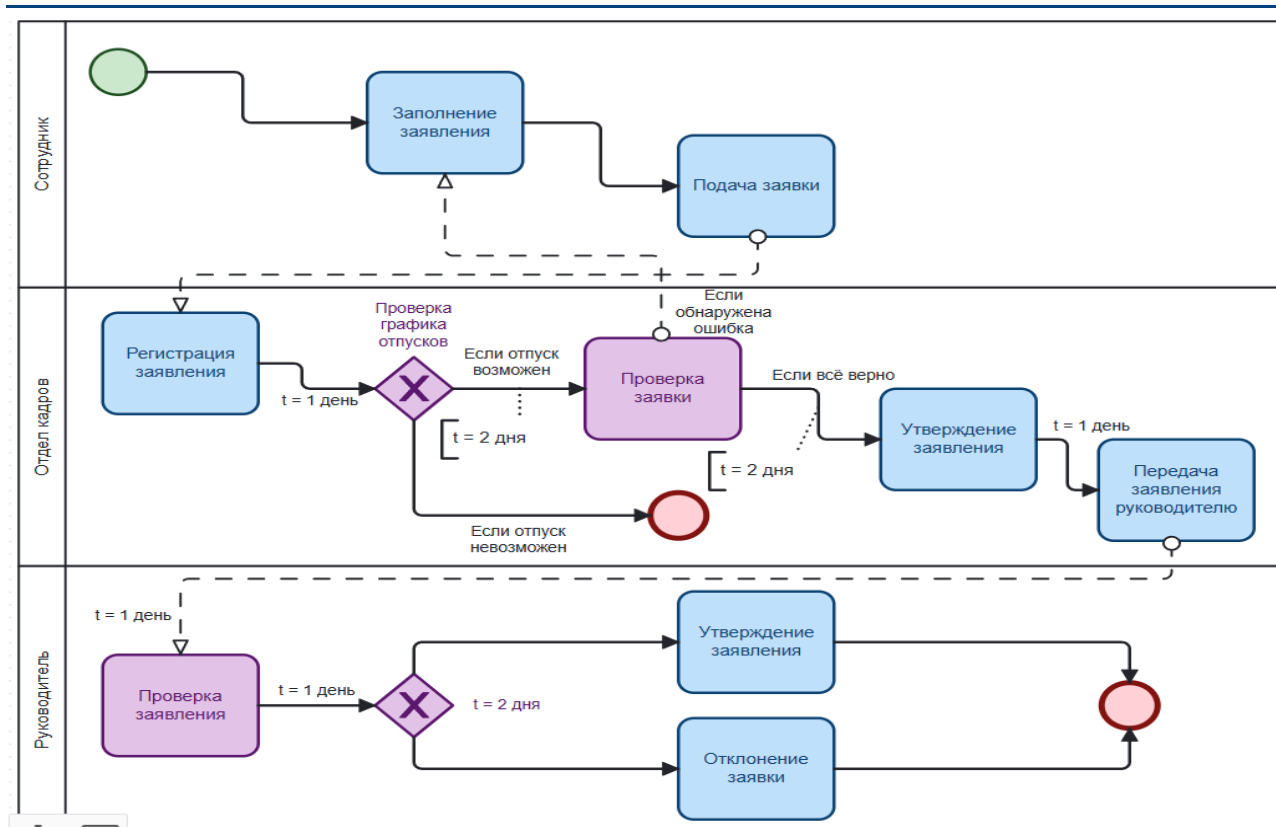 Сотрудник
Заполнение
заявления
Подача заявки
Отдел кадров
Регистрация
заявления
t = 1 день
Проверка
графика
отпусков
Если отпуск
возможен
t = 2 дня
Если отпуск
невозможен
Если
обнаружена
ошибка
Проверка
заявки
Если всё верно
t = 2 дня
Утверждение
заявления
t = 1 день
Передача
заявления
руководителю
Руководитель
t = 1 день
Проверка
заявления
t = 1 день
t = 2 дня
Утверждение
заявления
Отклонение
заявки